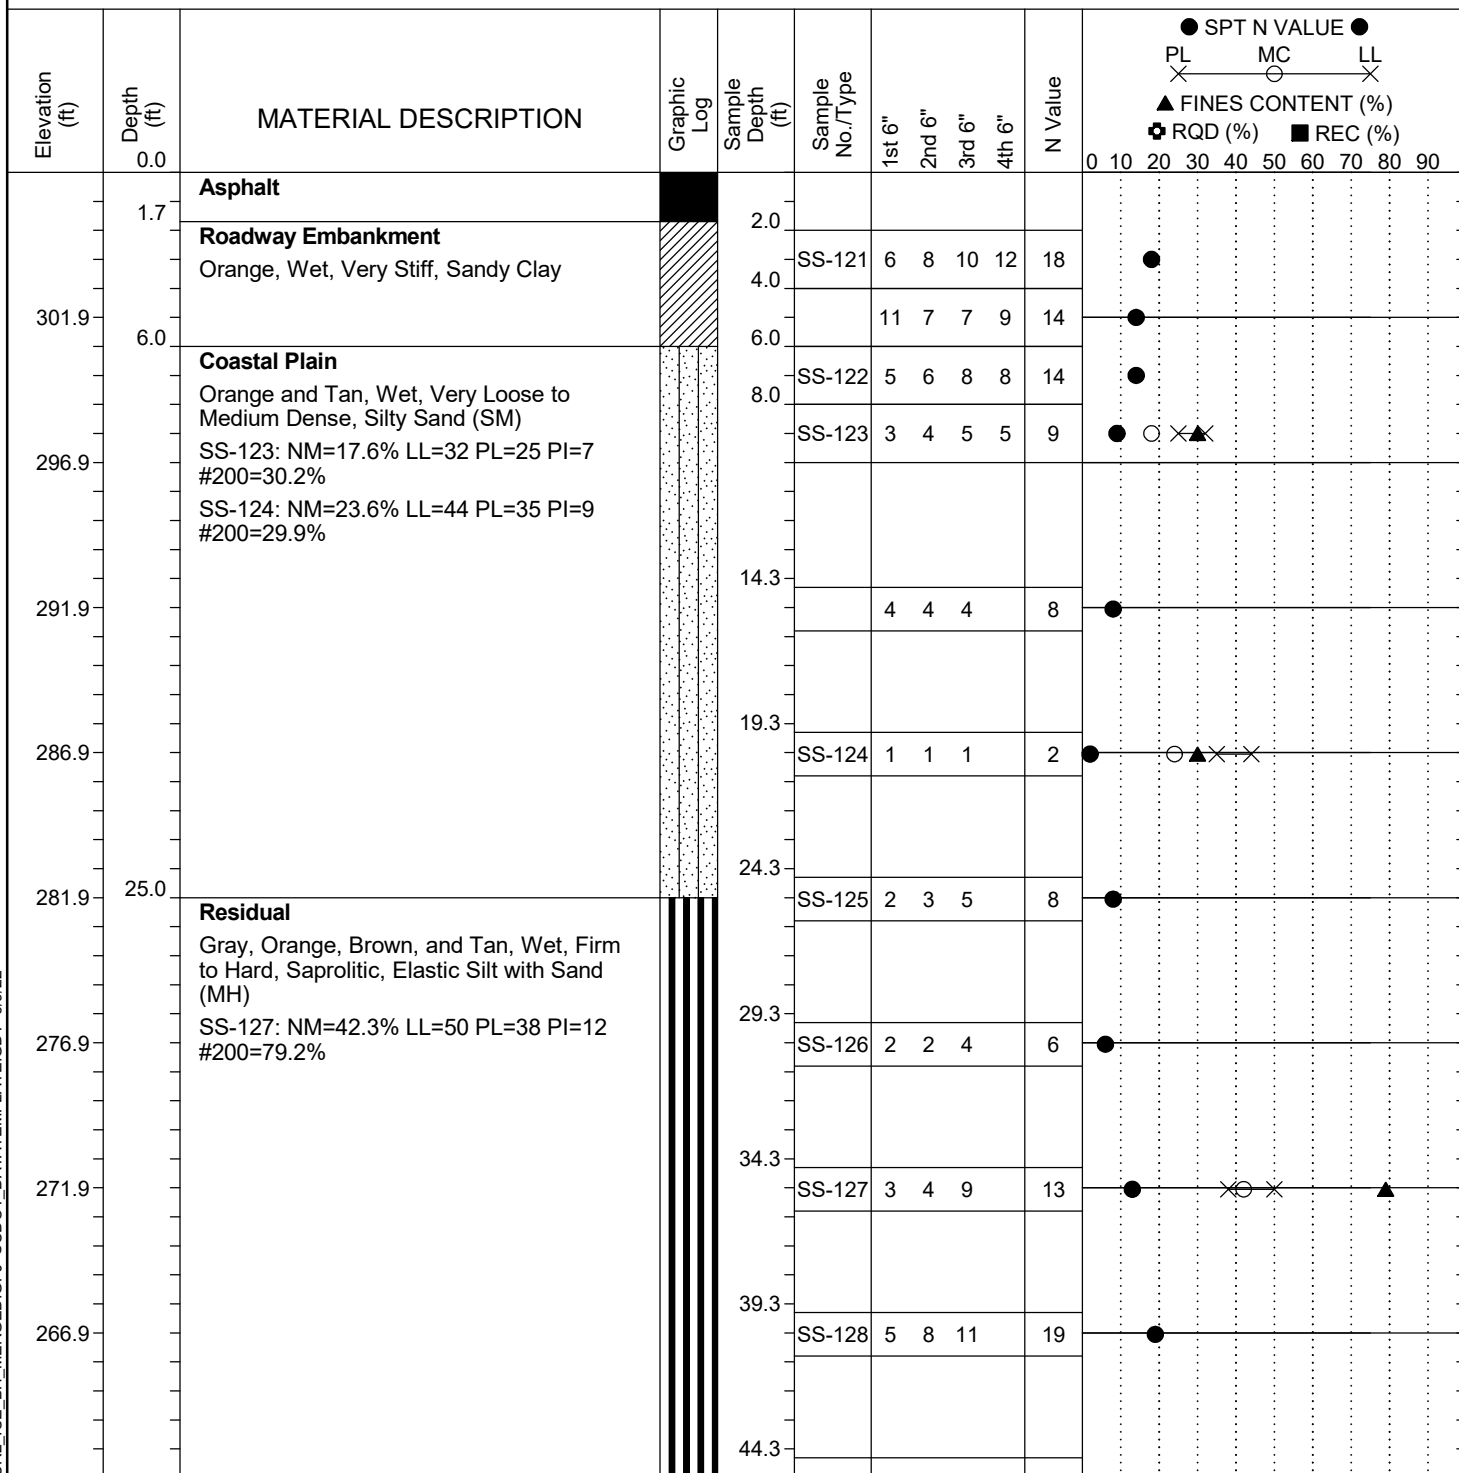 ● SPT N VALUE ●
PL MC LL
▲ FINES CONTENT (%)
RQD (%) ■ REC (%)
0 10 20 30 40 50 60 70 80 90
Elevation (ft)
Depth (ft)
0.0
MATERIAL DESCRIPTION
Graphic Log
Sample Depth (ft)
Sample No./Type
1st 6"
2nd 6"
3rd 6"
4th 6"
N Value
Asphalt
1.7
2.0
Roadway Embankment
Orange, Wet, Very Stiff, Sandy Clay
SS-121 6 8 10 12 18
4.0
301.9
11 7 7 9 14
6.0
6.0
Coastal Plain
Orange and Tan, Wet, Very Loose to
Medium Dense, Silty Sand (SM)
SS-122 5 6 8 8 14
8.0
SS-123: NM=17.6% LL=32 PL=25 PI=7
#200=30.2%
SS-123 3 4 5 5 9
296.9
SS-124: NM=23.6% LL=44 PL=35 PI=9
#200=29.9%
14.3
291.9
4 4 4 8
19.3
286.9
SS-124 1 1 1 2
24.3
25.0
281.9
SS-125 2 3 5 8
Residual
Gray, Orange, Brown, and Tan, Wet, Firm
to Hard, Saprolitic, Elastic Silt with Sand
(MH)
SS-127: NM=42.3% LL=50 PL=38 PI=12
#200=79.2%
29.3
276.9
SS-126 2 2 4 6
34.3
271.9
SS-127 3 4 9 13
39.3
266.9
SS-128 5 8 11 19
44.3